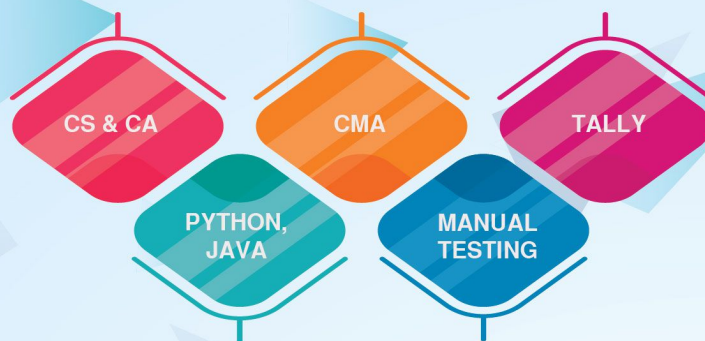 CS & CA
CMA
TALLY
PYTHON,
JAVA
MANUAL
TESTING